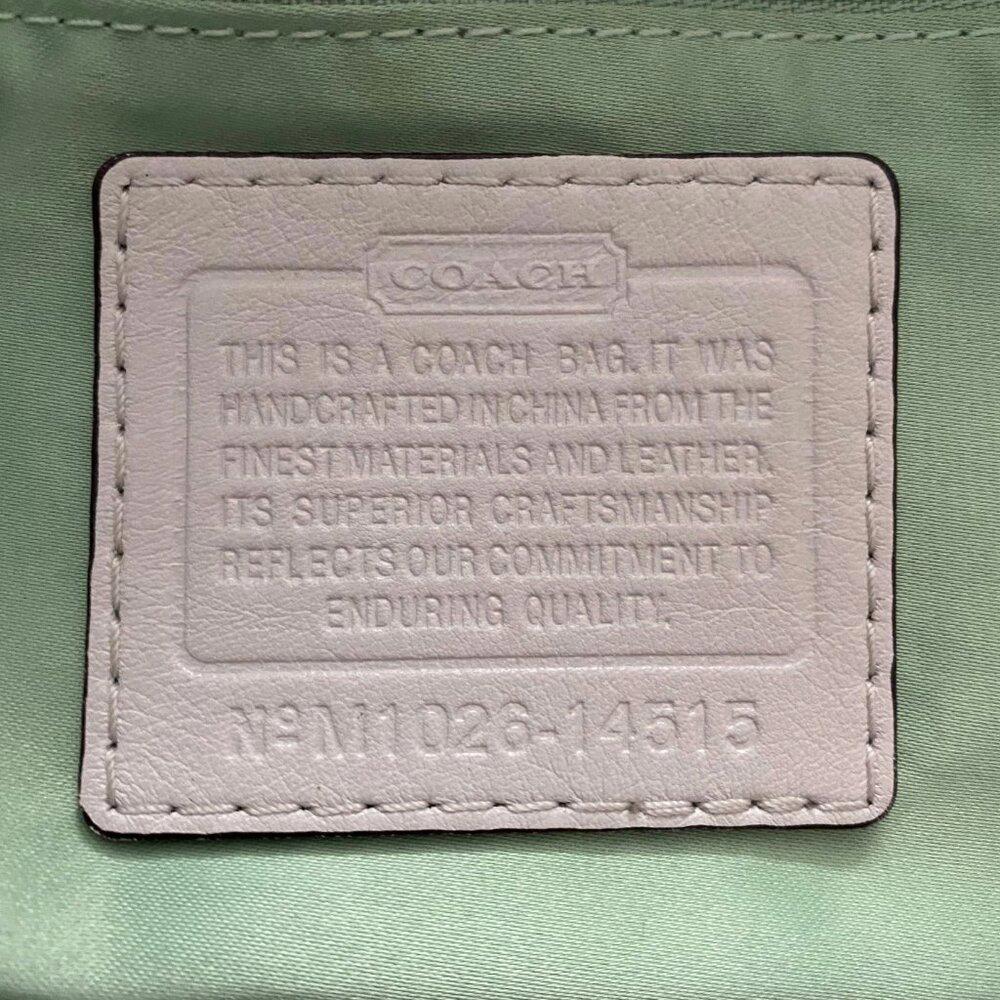 COACH
THIS IS A COACH BAG. IT WAS
HANDCRAFTED IN CHINA FROM THE
FINEST MATERIALS AND LEATHER.
ITS SUPERIOR CRAFTSMANSHIP
REFLECTS OUR COMMITMENT TO
ENDURING QUALITY.
Nº M1026-14515